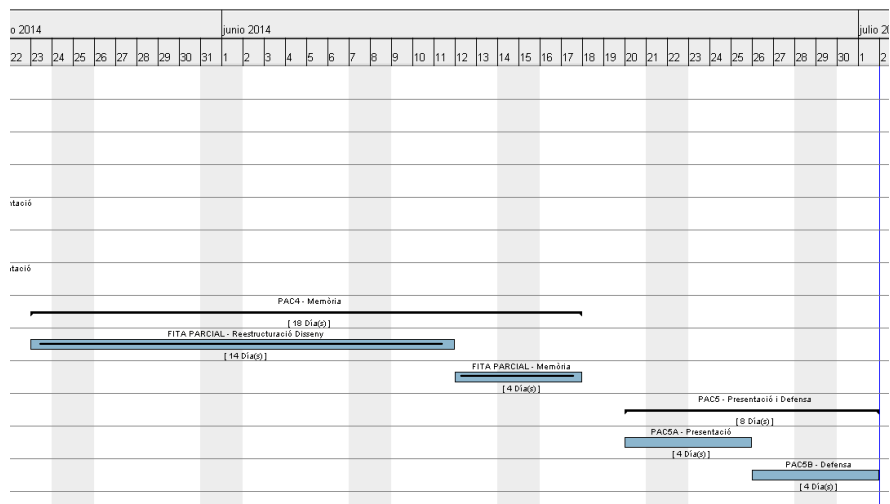 o 2014 junio 2014 julio 20
22 23 24 25 26 27 28 29 30 31 1 2 3 4 5 6 7 8 9 10 11 12 13 14 15 16 17 18 19 20 21 22 23 24 25 26 27 28 29 30 1 2
ntació
ntació
PAC4 - Memòria
[ 18 Día(s) ]
FITA PARCIAL - Reestructuració Disseny
[ 14 Día(s) ]
FITA PARCIAL - Memòria
[ 4 Día(s) ]
PAC5 - Presentació i Defensa
[ 8 Día(s) ]
PAC5A - Presentació
[ 4 Día(s) ]
PAC5B - Defensa
[ 4 Día(s) ]